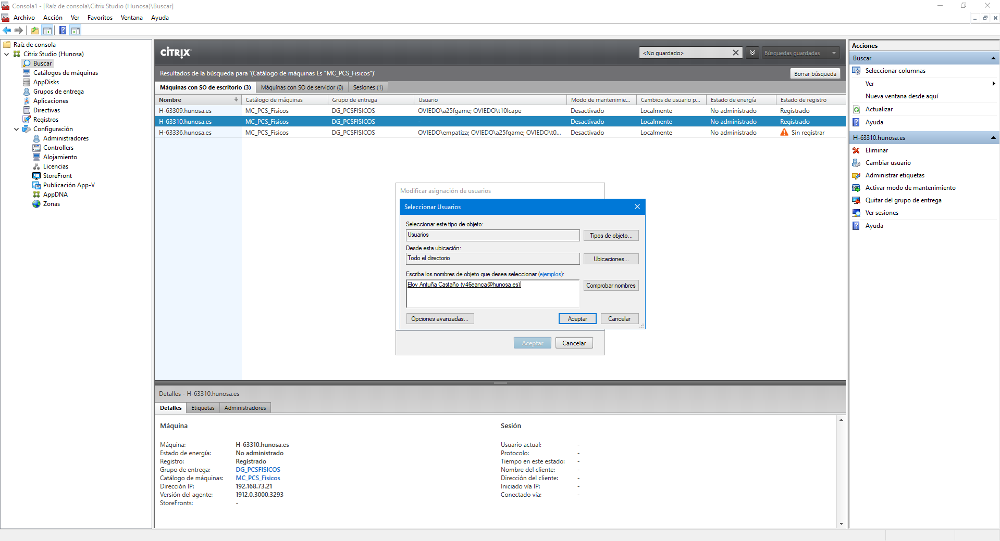 Consola1 - [Raíz de consola\Citrix Studio (Hunosa)\Buscar]
Archivo Acción Ver Favoritos Ventana Ayuda
Raíz de consola
Citrix Studio (Hunosa)
Buscar
Catálogos de máquinas
AppDisks
Grupos de entrega
Aplicaciones
Directivas
Registros
Configuración
Administradores
Controllers
Alojamiento
Licencias
StoreFront
Publicación App-V
AppDNA
Zonas
CITRIX
<No guardado>
Búsquedas guardadas
Resultados de la búsqueda para '(Catálogo de máquinas Es "MC_PCS_Fisicos")'
Borrar búsqueda
Máquinas con SO de escritorio (3) Máquinas con SO de servidor (0) Sesiones (1)
Nombre Catálogo de máquinas Grupo de entrega Usuario Modo de mantenimie... Cambios de usuario p... Estado de energía Estado de registro
H-63309.hunosa.es MC_PCS_Fisicos DG_PCSFISICOS OVIEDO\a25fgame; OVIEDO\t10lcape Desactivado Localmente No administrado Registrado
H-63310.hunosa.es MC_PCS_Fisicos DG_PCSFISICOS - Desactivado Localmente No administrado Registrado
H-63336.hunosa.es MC_PCS_Fisicos DG_PCSFISICOS OVIEDO\empatiza; OVIEDO\a25fgame; OVIEDO\t0... Desactivado Localmente No administrado Sin registrar
Modificar asignación de usuarios
Seleccionar Usuarios
Seleccionar este tipo de objeto:
Usuarios
Tipos de objeto...
Desde esta ubicación:
Todo el directorio
Ubicaciones...
Escriba los nombres de objeto que desea seleccionar (ejemplos):
Eloy Antuña Castaño (v46eanca@hunosa.es)
Comprobar nombres
Opciones avanzadas... Aceptar Cancelar
Aceptar Cancelar
Detalles - H-63310.hunosa.es
Detalles Etiquetas Administradores
Máquina
Máquina: H-63310.hunosa.es
Estado de energía: No administrado
Registro: Registrado
Grupo de entrega: DG_PCSFISICOS
Catálogo de máquinas: MC_PCS_Fisicos
Dirección IP: 192.168.73.21
Versión del agente: 1912.0.3000.3293
StoreFronts: -
Sesión
Usuario actual: -
Protocolo: -
Tiempo en este estado: -
Nombre del cliente: -
Dirección del cliente: -
Iniciado vía IP: -
Conectado vía: -
Acciones
Buscar
Seleccionar columnas
Ver
Nueva ventana desde aquí
Actualizar
Ayuda
H-63310.hunosa.es
Eliminar
Cambiar usuario
Administrar etiquetas
Activar modo de mantenimiento
Quitar del grupo de entrega
Ver sesiones
Ayuda